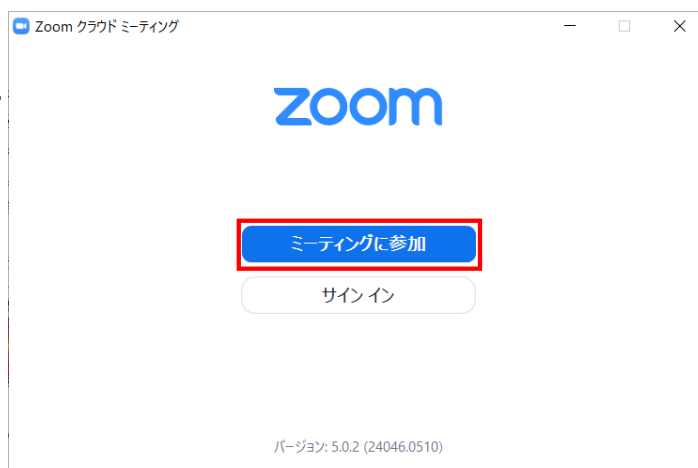 Zoom クラウド ミーティング
zoom
ミーティングに参加
サイン イン
バージョン: 5.0.2 (24046.0510)